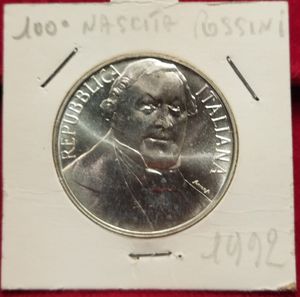 100° NASCITA ROSSINI
REPUBBLICA ITALIANA
1992